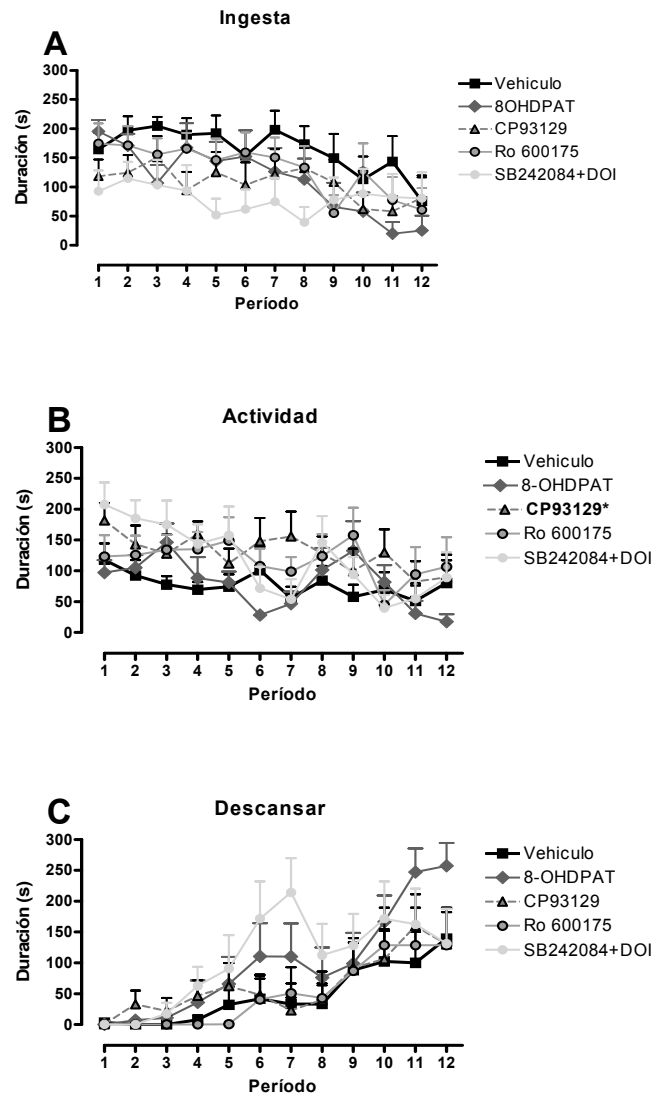 Ingesta
A
300
250
200
150
100
50
0
Duración (s)
Vehiculo
8OHDPAT
CP93129
Ro 600175
SB242084+DOI
1 2 3 4 5 6 7 8 9 10 11 12
Período
B
Actividad
300
250
200
150
100
50
0
Duración (s)
Vehiculo
8-OHDPAT
CP93129*
Ro 600175
SB242084+DOI
1 2 3 4 5 6 7 8 9 10 11 12
Período
C
Descansar
300
250
200
150
100
50
0
Duración (s)
Vehiculo
8-OHDPAT
CP93129
Ro 600175
SB242084+DOI
1 2 3 4 5 6 7 8 9 10 11 12
Período